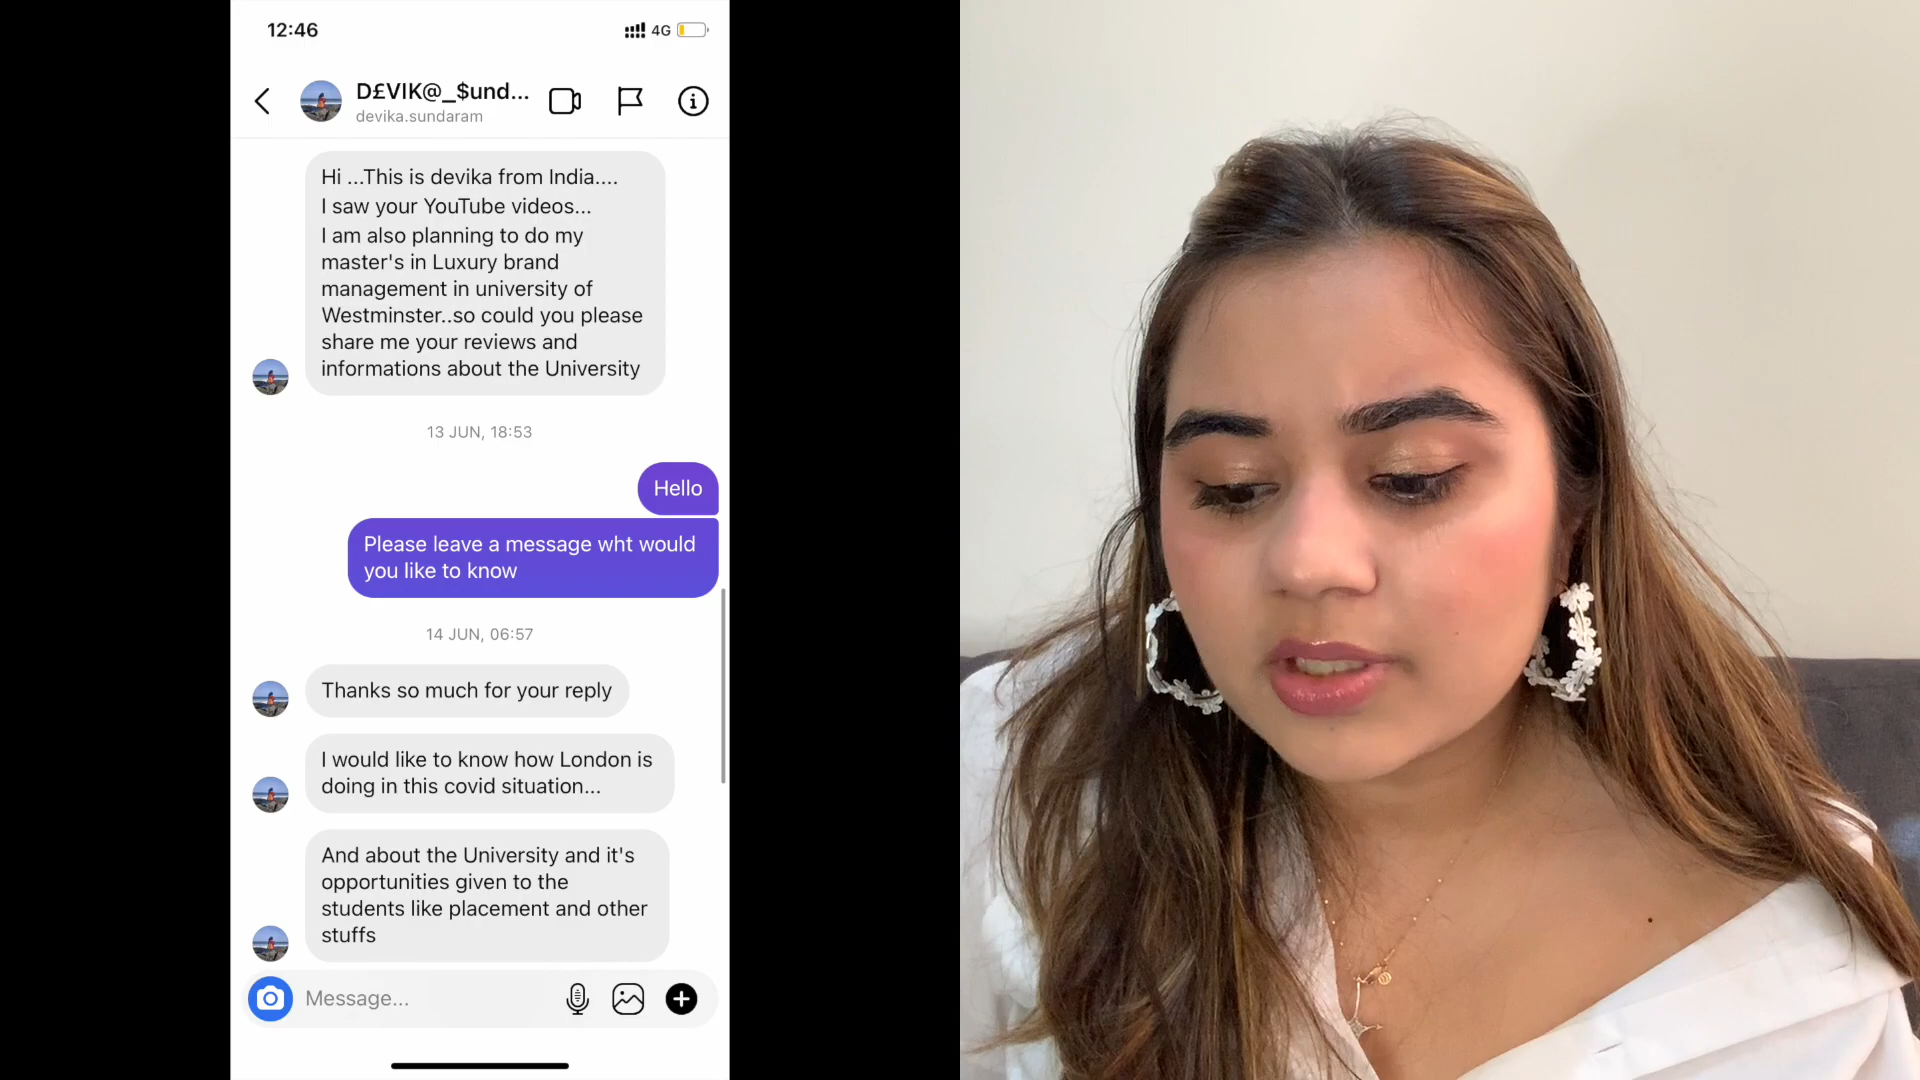 12:46
4G
D£VIK@_$und...
devika.sundaram
Hi ...This is devika from India....
I saw your YouTube videos...
I am also planning to do my
master's in Luxury brand
management in university of
Westminster..so could you please
share me your reviews and
informations about the University
13 JUN, 18:53
Hello
Please leave a message wht would
you like to know
14 JUN, 06:57
Thanks so much for your reply
I would like to know how London is
doing in this covid situation...
And about the University and it's
opportunities given to the
students like placement and other
stuffs
Message...